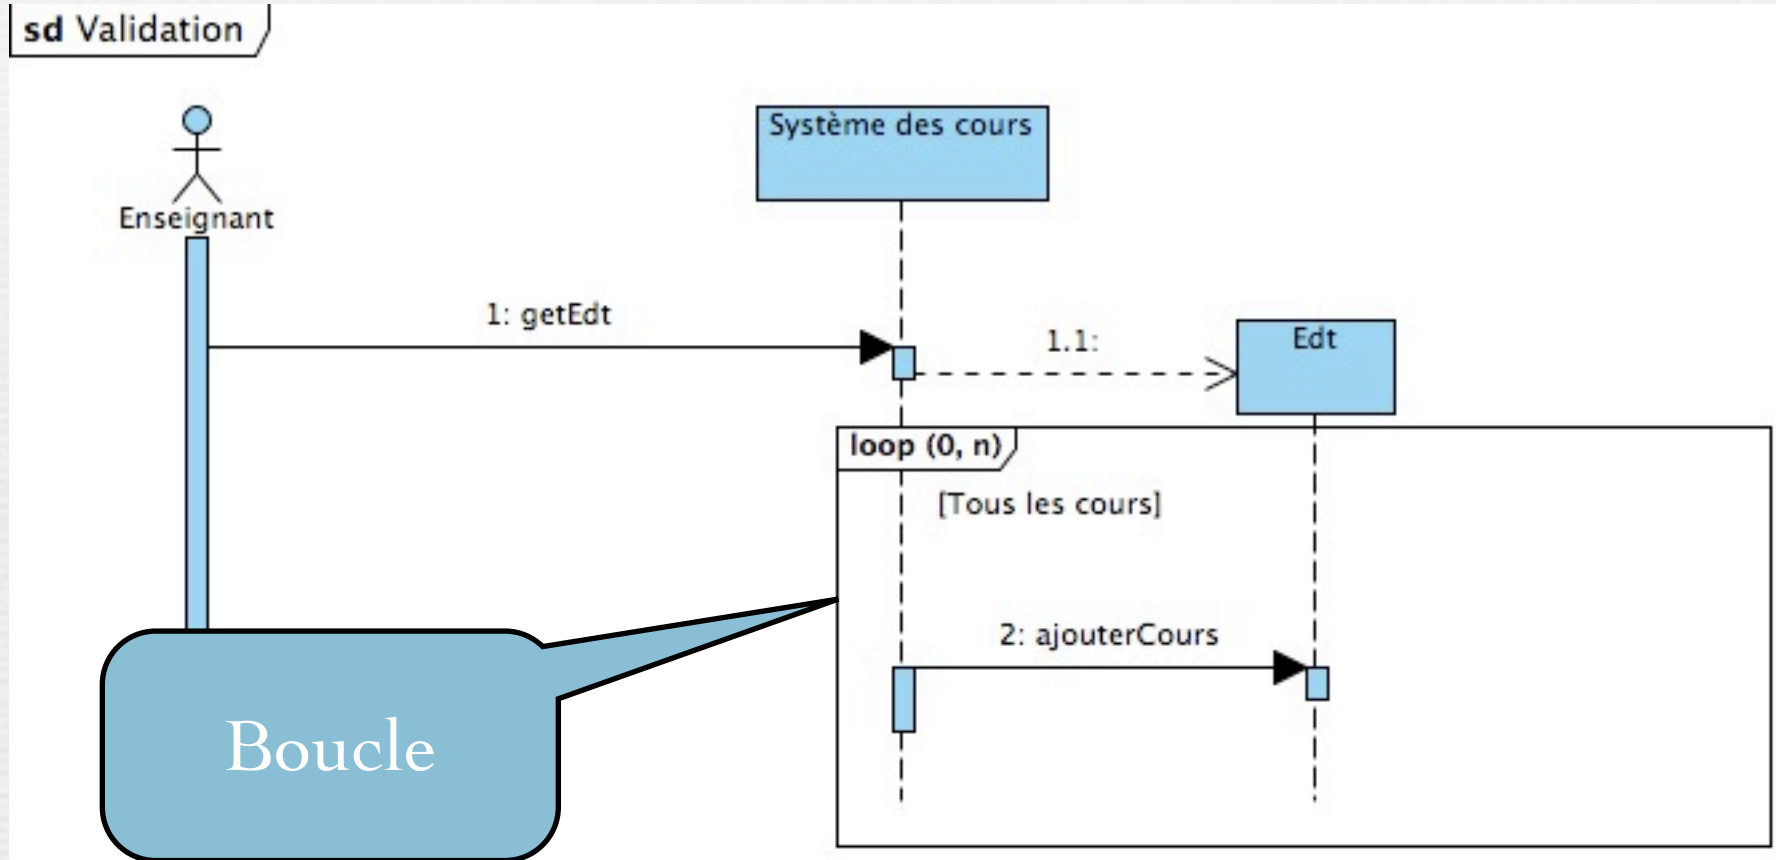 sd Validation
Système des cours
Enseignant
1: getEdt
1.1:
Edt
loop (0, n)
[Tous les cours]
2: ajouterCours
Boucle